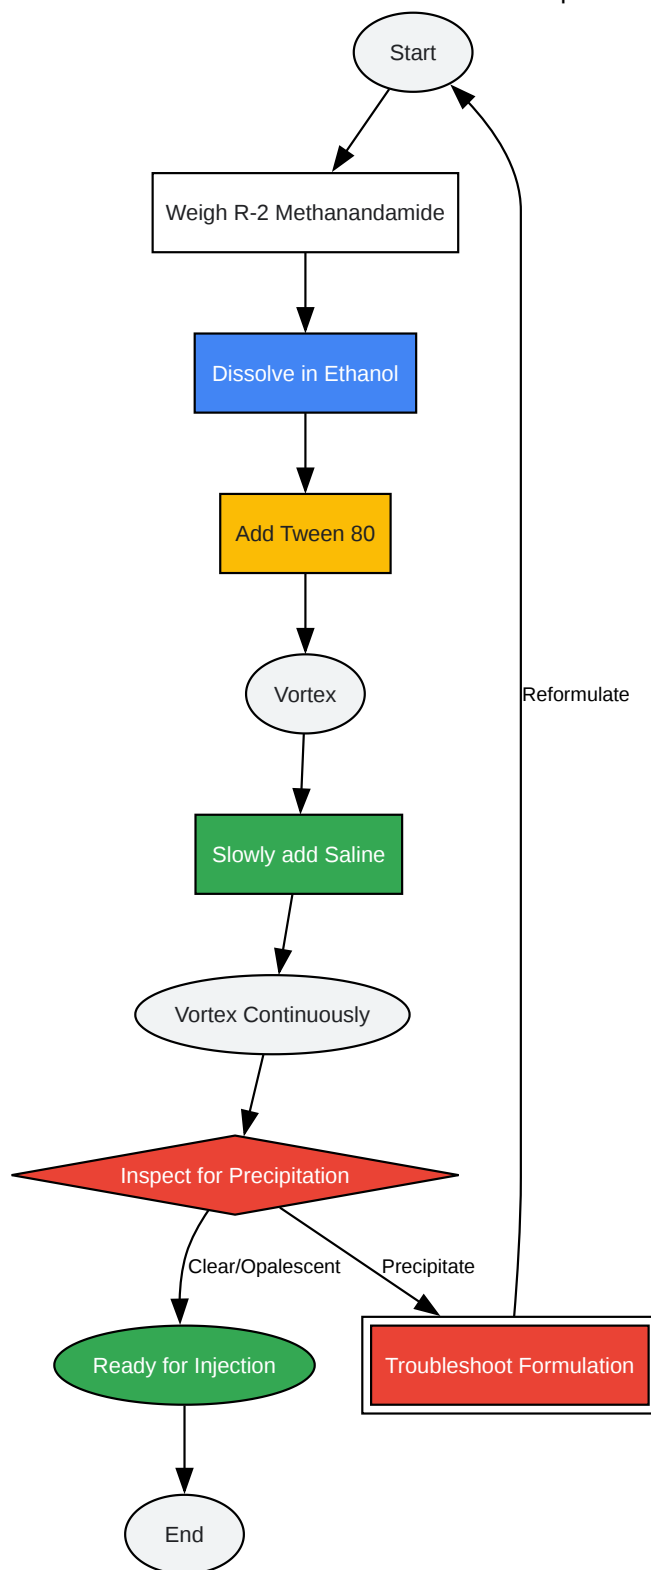 Start
Weigh R-2 Methanandamide
Dissolve in Ethanol
Add Tween 80
Vortex
Reformulate
Slowly add Saline
Vortex Continuously
Inspect for Precipitation
Clear/Opalescent
Precipitate
Ready for Injection
Troubleshoot Formulation
End